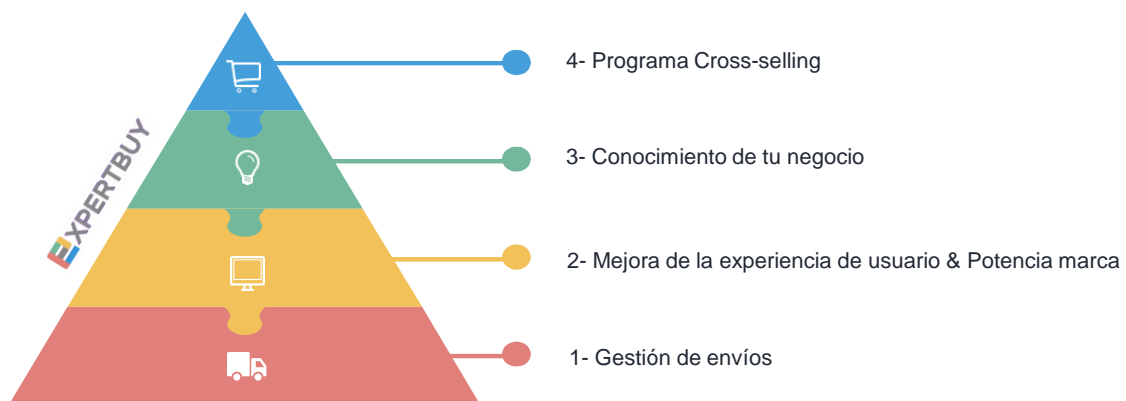 4- Programa Cross-selling
EXPERTBUY
3- Conocimiento de tu negocio
2- Mejora de la experiencia de usuario & Potencia marca
1- Gestión de envíos